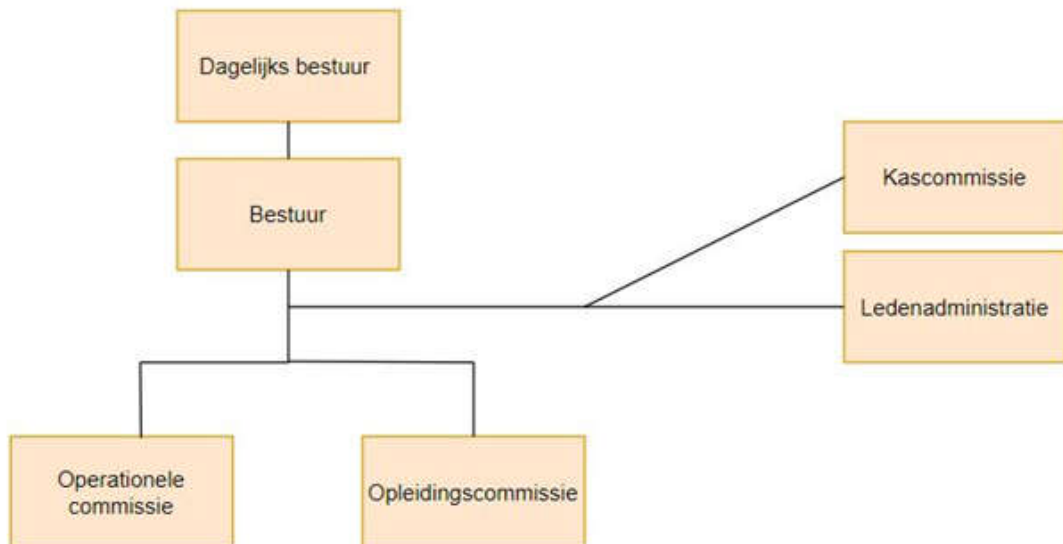 Dagelijks bestuur
Bestuur
Kascommissie
Ledenadministratie
Operationele
commissie
Opleidingscommissie